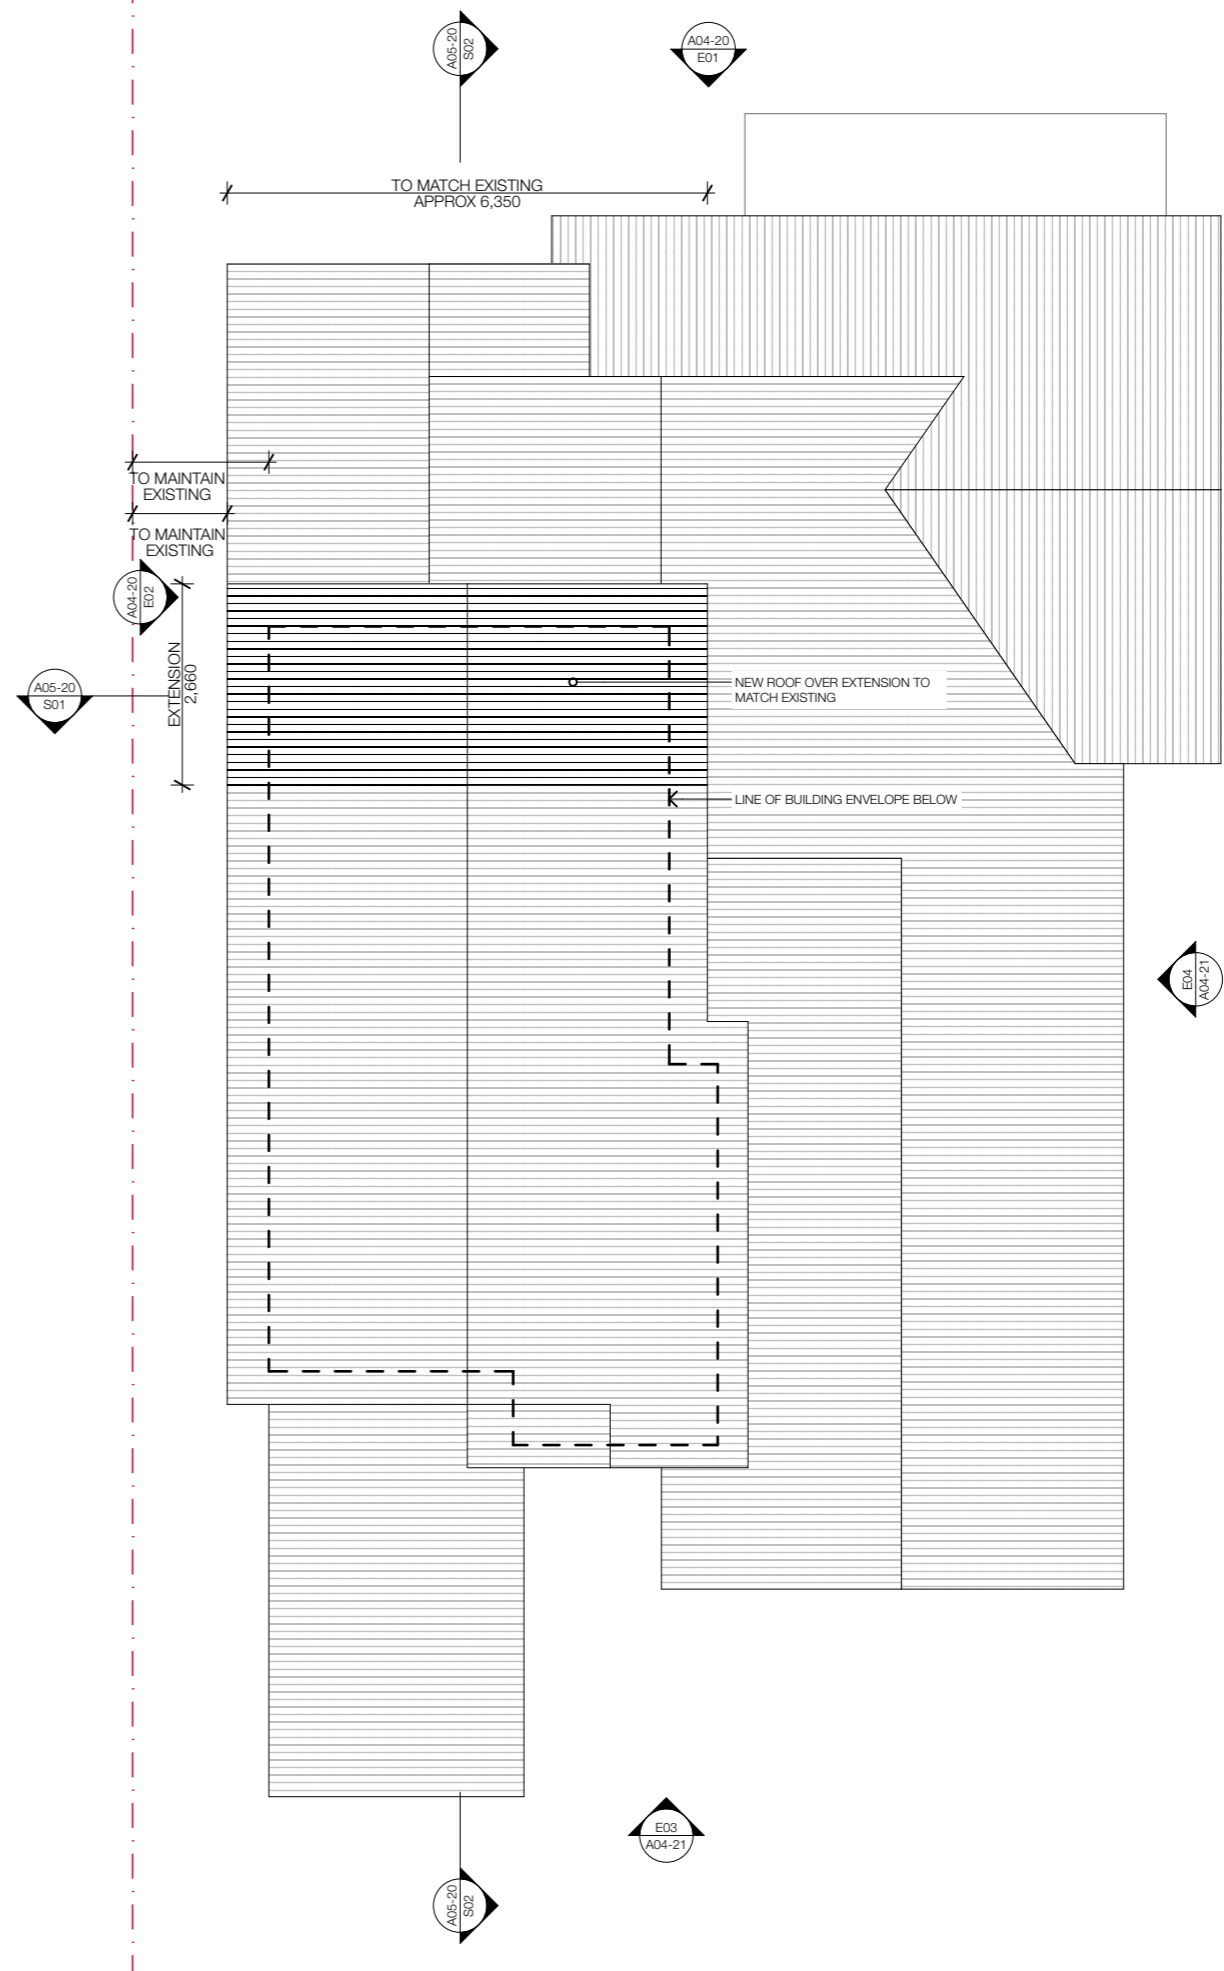 A05-20
S02
A04-20
E01
TO MATCH EXISTING
APPROX 6,350
TO MAINTAIN
EXISTING
TO MAINTAIN
EXISTING
A04-20
E02
EXTENSION
2,660
A05-20
S01
NEW ROOF OVER EXTENSION TO
MATCH EXISTING
LINE OF BUILDING ENVELOPE BELOW
E04
A04-21
E03
A04-21
A05-20
S02